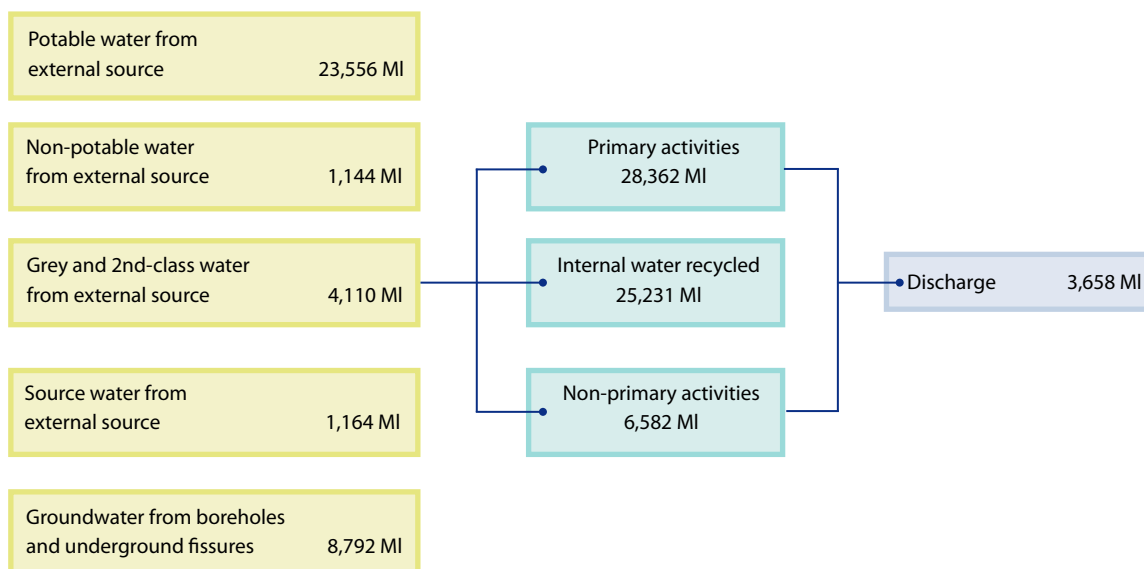 Potable water from
external source 23,556 Ml
Non-potable water
from external source 1,144 Ml
Grey and 2nd-class water
from external source 4,110 Ml
Source water from
external source 1,164 Ml
Groundwater from boreholes
and underground fissures 8,792 Ml
Primary activities
28,362 Ml
Internal water recycled
25,231 Ml
Non-primary activities
6,582 Ml
Discharge 3,658 Ml